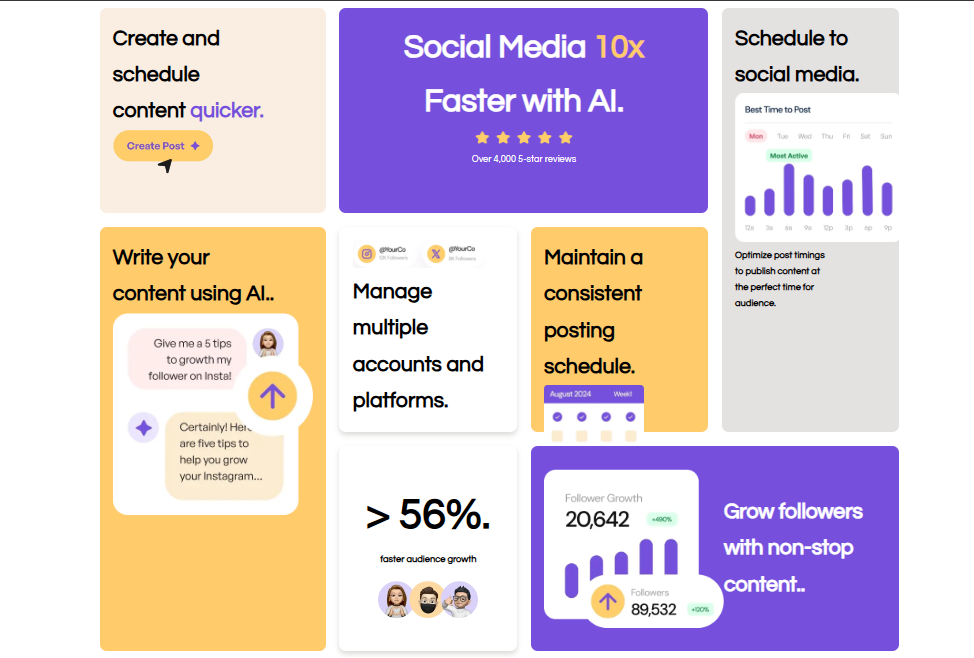 Create and
schedule
content quicker.
Create Post
Social Media 10x
Faster with AI.
Over 4,000 5-star reviews
Schedule to
social media.
Best Time to Post
Mon Tue Wed Thu Fri Sat Sun
Most Active
12a 3a 6a 9a 12p 3p 6p 9p
Optimize post timings
to publish content at
the perfect time for
audience.
Write your
content using AI..
Give me a 5 tips
to growth my
follower on Insta!
Certainly! Here
are five tips to
help you grow
your Instagram...
@YourCo
Followers
@YourCo
Followers
Manage
multiple
accounts and
platforms.
Maintain a
consistent
posting
schedule.
August 2024 Week
> 56%.
faster audience growth
Follower Growth
20,642 +490%
Followers
89,532 +120%
Grow followers
with non-stop
content..